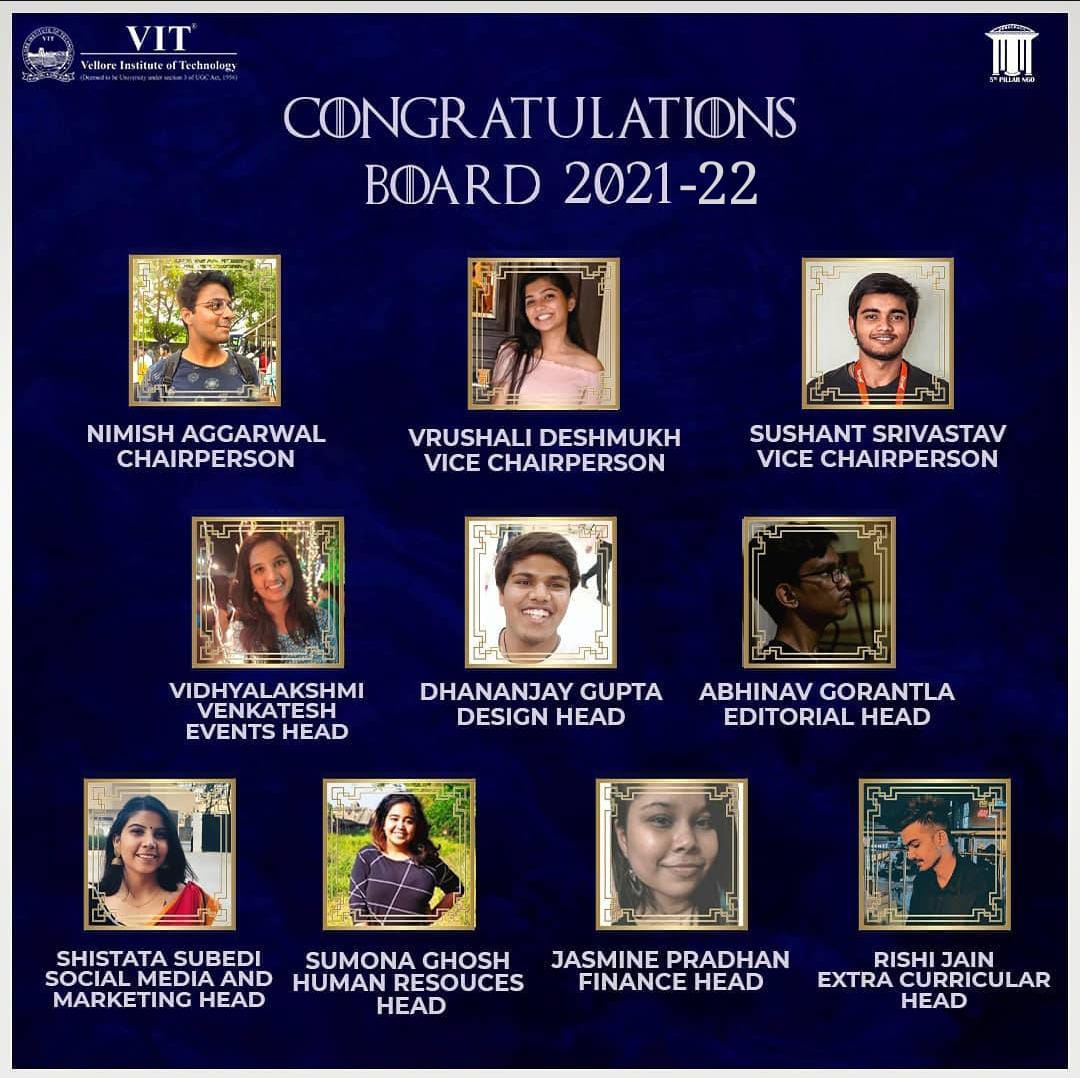 VIT®
Vellore Institute of Technology
(Deemed to be University under section 3 of UGC Act, 1956)
5TH PILLAR NGO
CONGRATULATIONS
BOARD 2021-22
NIMISH AGGARWAL
CHAIRPERSON
VRUSHALI DESHMUKH
VICE CHAIRPERSON
SUSHANT SRIVASTAV
VICE CHAIRPERSON
VIDHYALAKSHMI
VENKATESH
EVENTS HEAD
DHANANJAY GUPTA
DESIGN HEAD
ABHINAV GORANTLA
EDITORIAL HEAD
SHISTATA SUBEDI
SOCIAL MEDIA AND
MARKETING HEAD
SUMONA GHOSH
HUMAN RESOUCES
HEAD
JASMINE PRADHAN
FINANCE HEAD
RISHI JAIN
EXTRA CURRICULAR
HEAD